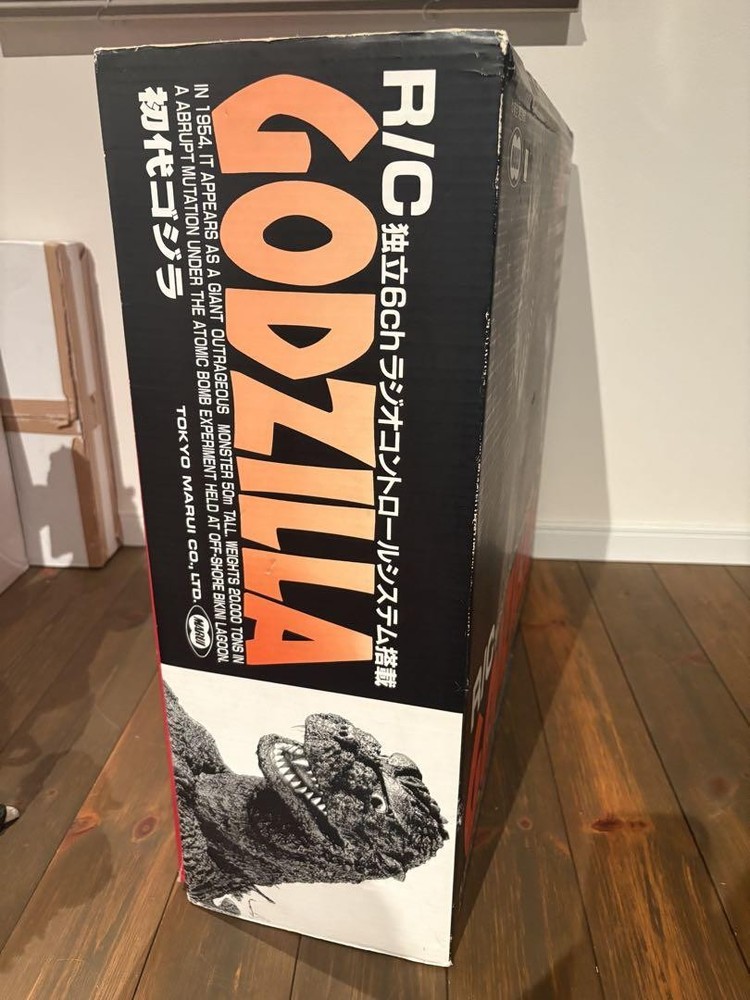 R/C 独立6chラジオコントロールシステム搭載
GODZILLA
IN 1954, IT APPEARS AS A GIANT OUTRAGEOUS MONSTER 50m TALL. WEIGHTS 20,000 TONS IN
A ABRUPT MUTATION UNDER THE ATOMIC BOMB EXPERIMENT HELD AT OFF-SHORE BIKINI LAGOON.
初代ゴジラ
TOKYO MARUI CO., LTD.
MARUI
R/C